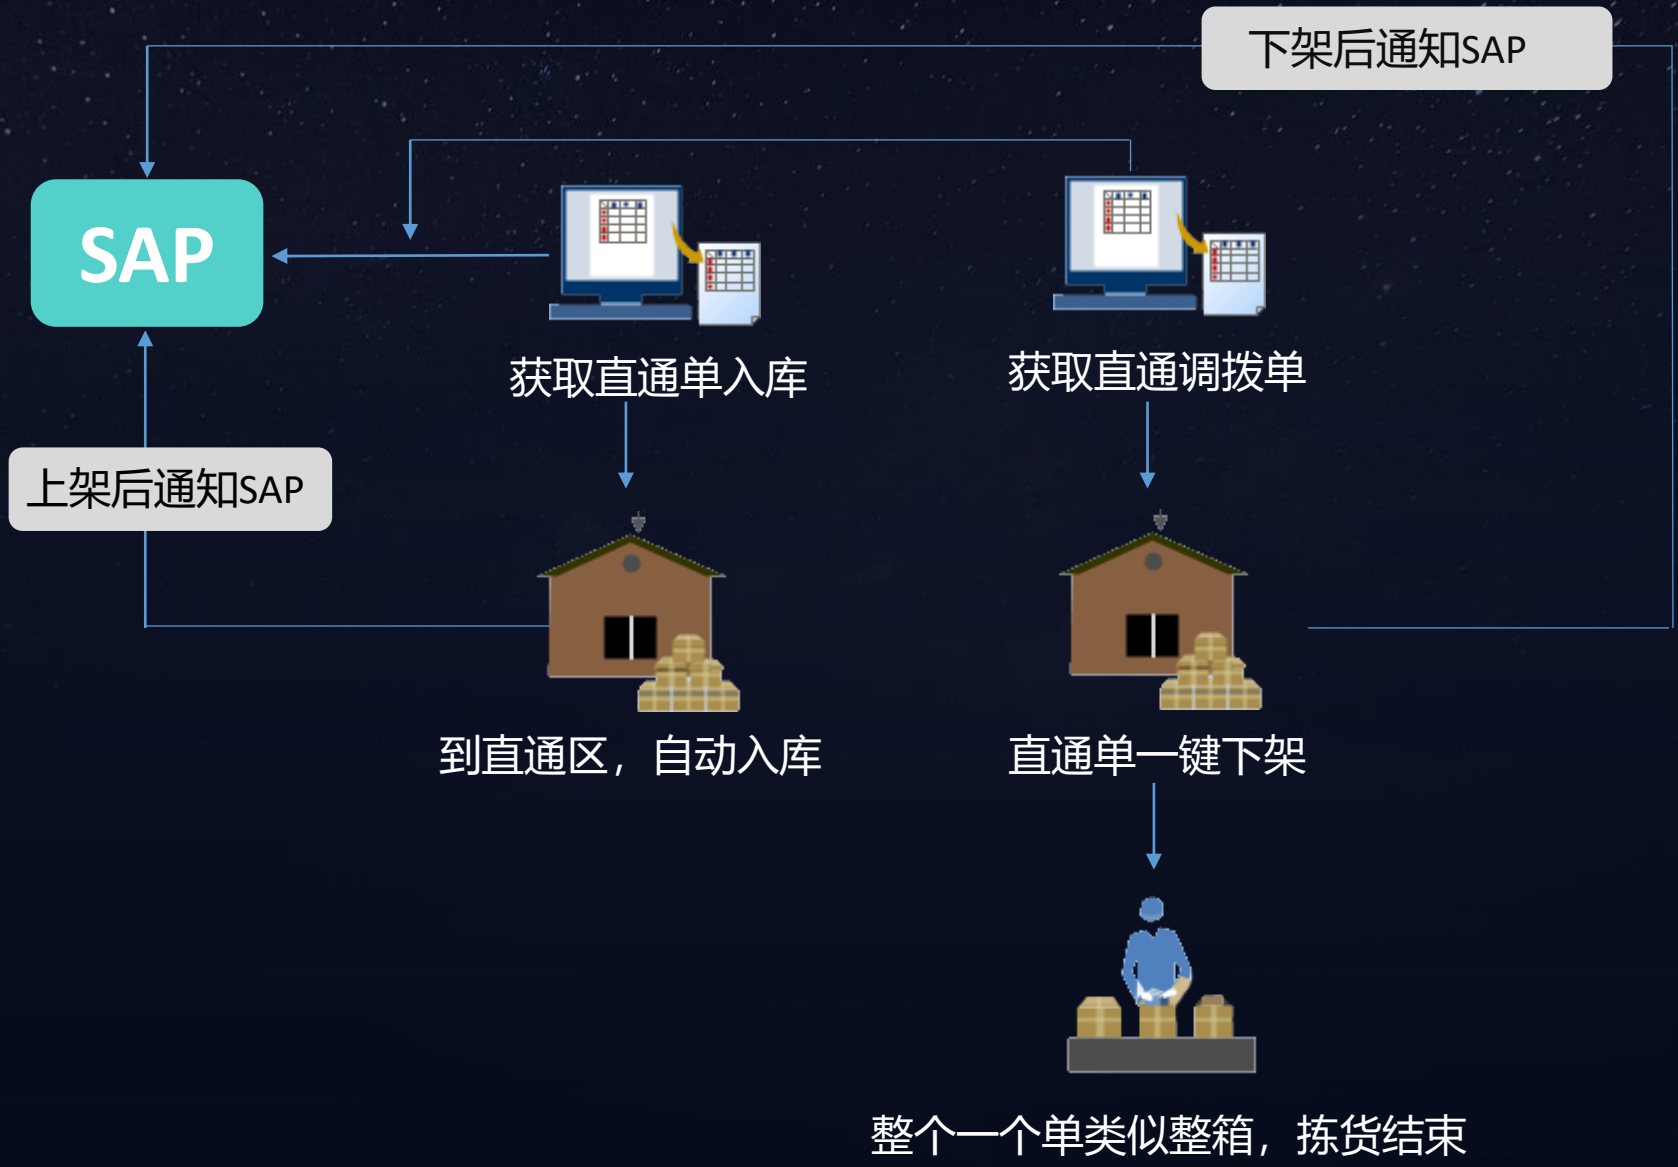 下架后通知SAP
SAP
获取直通单入库
获取直通调拨单
上架后通知SAP
到直通区，自动入库
直通单一键下架
整个一个单类似整箱，拣货结束